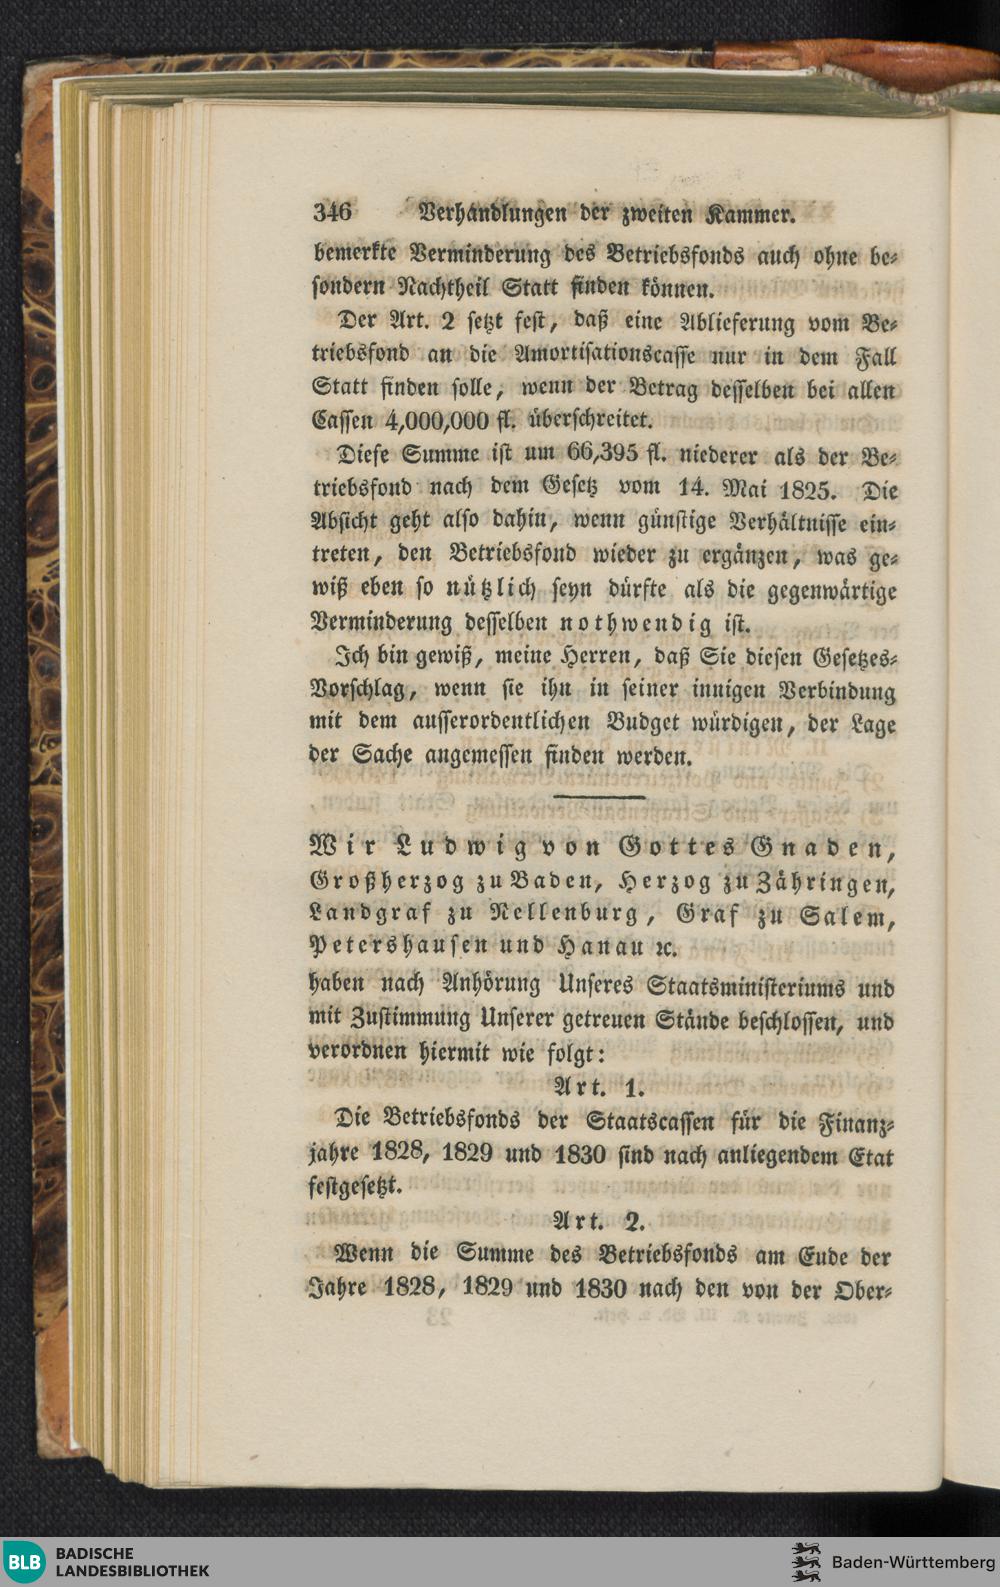 346 Verhandlungen der zweiten Kammer.
bemerkte Verminderung des Betriebsfonds auch ohne be-
sondern Nachtheil Statt finden können.
Der Art. 2 setzt fest, daß eine Ablieferung vom Be-
triebsfond an die Amortisationscasse nur in dem Fall
Statt finden solle, wenn der Betrag desselben bei allen
Cassen 4,000,000 fl. überschreitet.
Diese Summe ist um 66,395 fl. niederer als der Be-
triebsfond nach dem Gesetz vom 14. Mai 1825. Die
Absicht geht also dahin, wenn günstige Verhältnisse ein-
treten, den Betriebsfond wieder zu ergänzen, was ge-
wiß eben so nützlich seyn dürfte als die gegenwärtige
Verminderung desselben nothwendig ist.
Ich bin gewiß, meine Herren, daß Sie diesen Gesetzes-
Vorschlag, wenn sie ihn in seiner innigen Verbindung
mit dem ausserordentlichen Budget würdigen, der Lage
der Sache angemessen finden werden.
Wir Ludwig von Gottes Gnaden,
Großherzog zu Baden, Herzog zu Zähringen,
Landgraf zu Nellenburg, Graf zu Salem,
Petershausen und Hanau ꝛc.
haben nach Anhörung Unseres Staatsministeriums und
mit Zustimmung Unserer getreuen Stände beschlossen, und
verordnen hiermit wie folgt:
Art. 1.
Die Betriebsfonds der Staatscassen für die Finanz-
jahre 1828, 1829 und 1830 sind nach anliegendem Etat
festgesetzt.
Art. 2.
Wenn die Summe des Betriebsfonds am Ende der
Jahre 1828, 1829 und 1830 nach den von der Ober-
BLB BADISCHE
LANDESBIBLIOTHEK
Baden-Württemberg